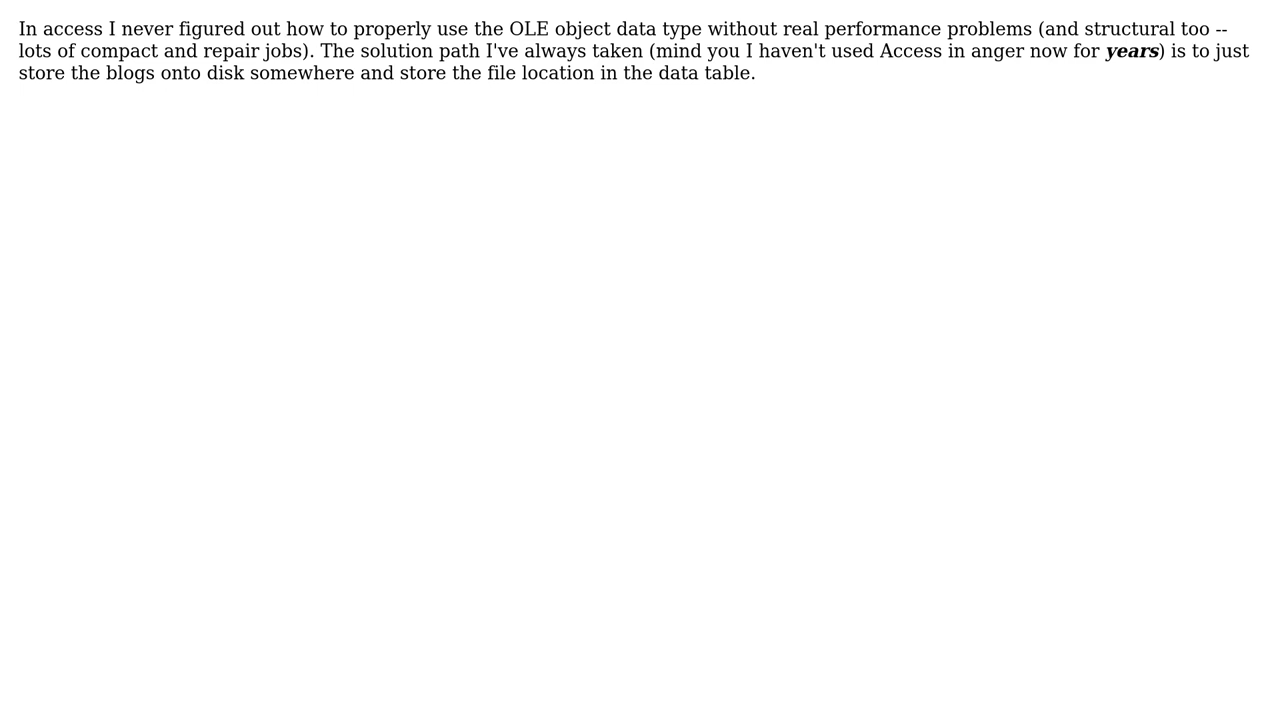 In access I never figured out how to properly use the OLE object data type without real performance problems (and structural too --
lots of compact and repair jobs). The solution path I've always taken (mind you I haven't used Access in anger now for years) is to just
store the blogs onto disk somewhere and store the file location in the data table.